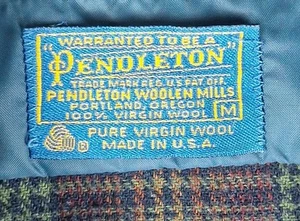 "WARRANTED TO BE A
"PENDLETON"
TRADE MARK REG. U.S. PAT. OFF.
PENDLETON WOOLEN MILLS
PORTLAND, OREGON
100% VIRGIN WOOL M
PURE VIRGIN WOOL
® MADE IN U.S.A.